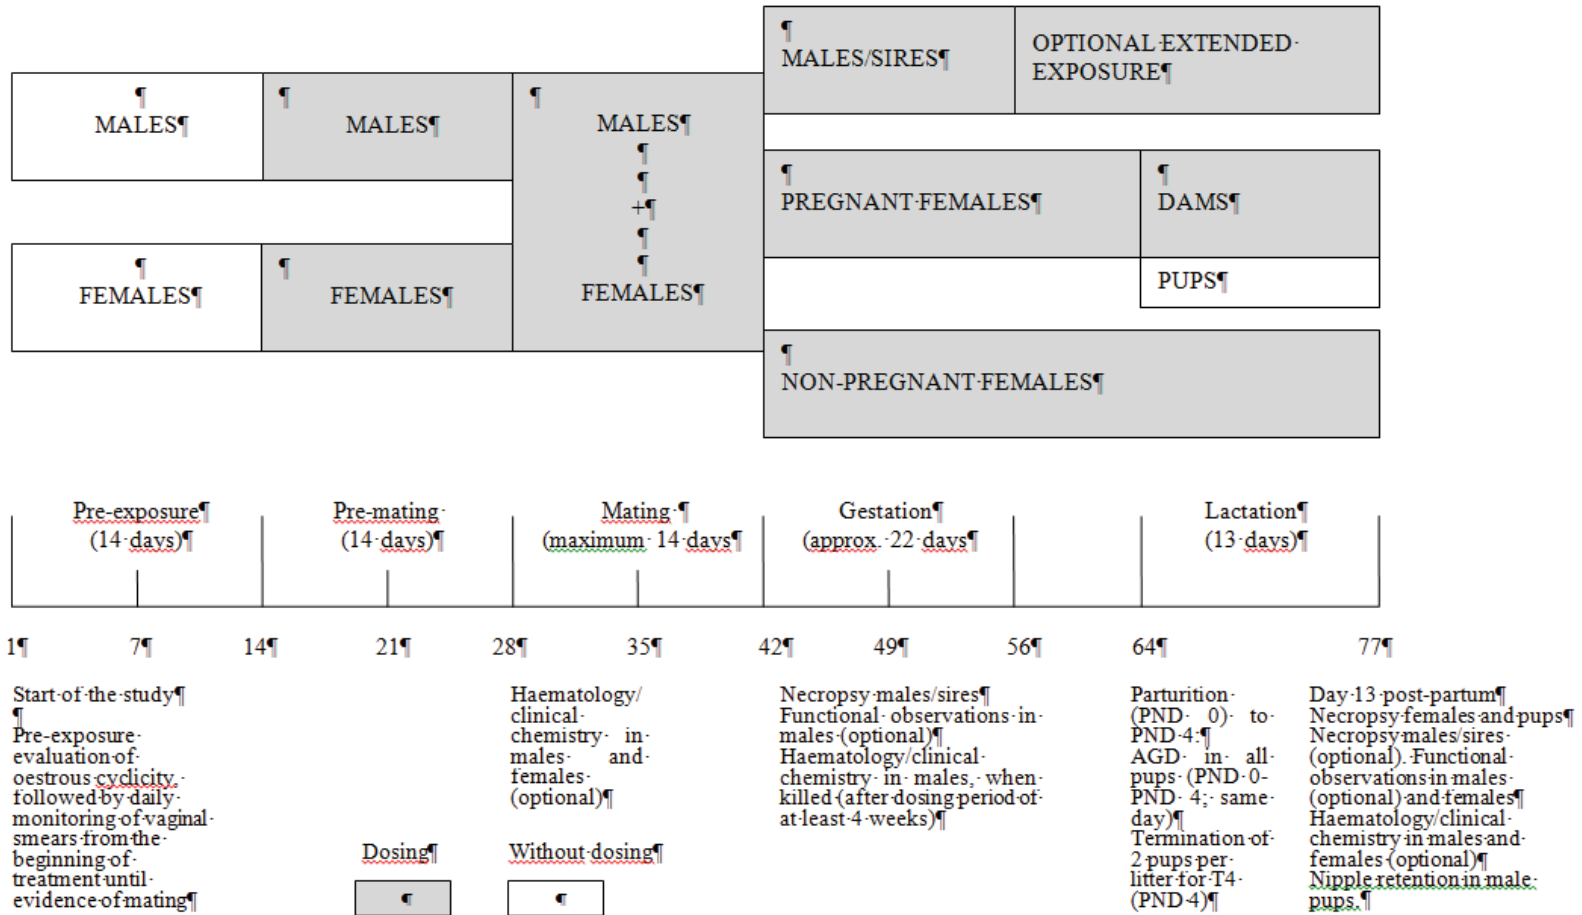 MALES/SIRES¶
OPTIONAL·EXTENDED·
EXPOSURE¶
MALES¶
MALES¶
MALES¶
+¶
FEMALES¶
FEMALES¶
FEMALES¶
PREGNANT·FEMALES¶
DAMS¶
PUPS¶
NON-PREGNANT·FEMALES¶
Pre-exposure¶
(14·days)¶
Pre-mating·
(14·days)¶
Mating·¶
(maximum·14·days¶
Gestation¶
(approx.·22·days¶
Lactation¶
(13·days)¶
1¶ 7¶ 14¶ 21¶ 28¶ 35¶ 42¶ 49¶ 56¶ 64¶ 77¶
Start·of·the·study¶
¶
Pre-exposure·
evaluation·of·
oestrous·cyclicity,·
followed·by·daily·
monitoring·of·vaginal·
smears·from·the·
beginning·of·
treatment·until·
evidence·of·mating¶
Haematology/
clinical·
chemistry·in·
males·and·
females·
(optional)¶
Necropsy·males/sires¶
Functional·observations·in·
males·(optional)¶
Haematology/clinical·
chemistry·in·males,·when·
killed·(after·dosing·period·of·
at·least·4·weeks)¶
Parturition·
(PND·0)·to·
PND·4:¶
AGD·in·all·
pups·(PND·0-
PND·4;·same·
day)¶
Termination·of·
2·pups·per·
litter·for·T4·
(PND·4)¶
Day·13·post-partum¶
Necropsy·females·and·pups¶
Necropsy·males/sires·
(optional).·Functional·
observations·in·males·
(optional)·and·females¶
Haematology/clinical·
chemistry·in·males·and·
females·(optional)¶
Nipple·retention·in·male·
pups.¶
Dosing¶
Without·dosing¶